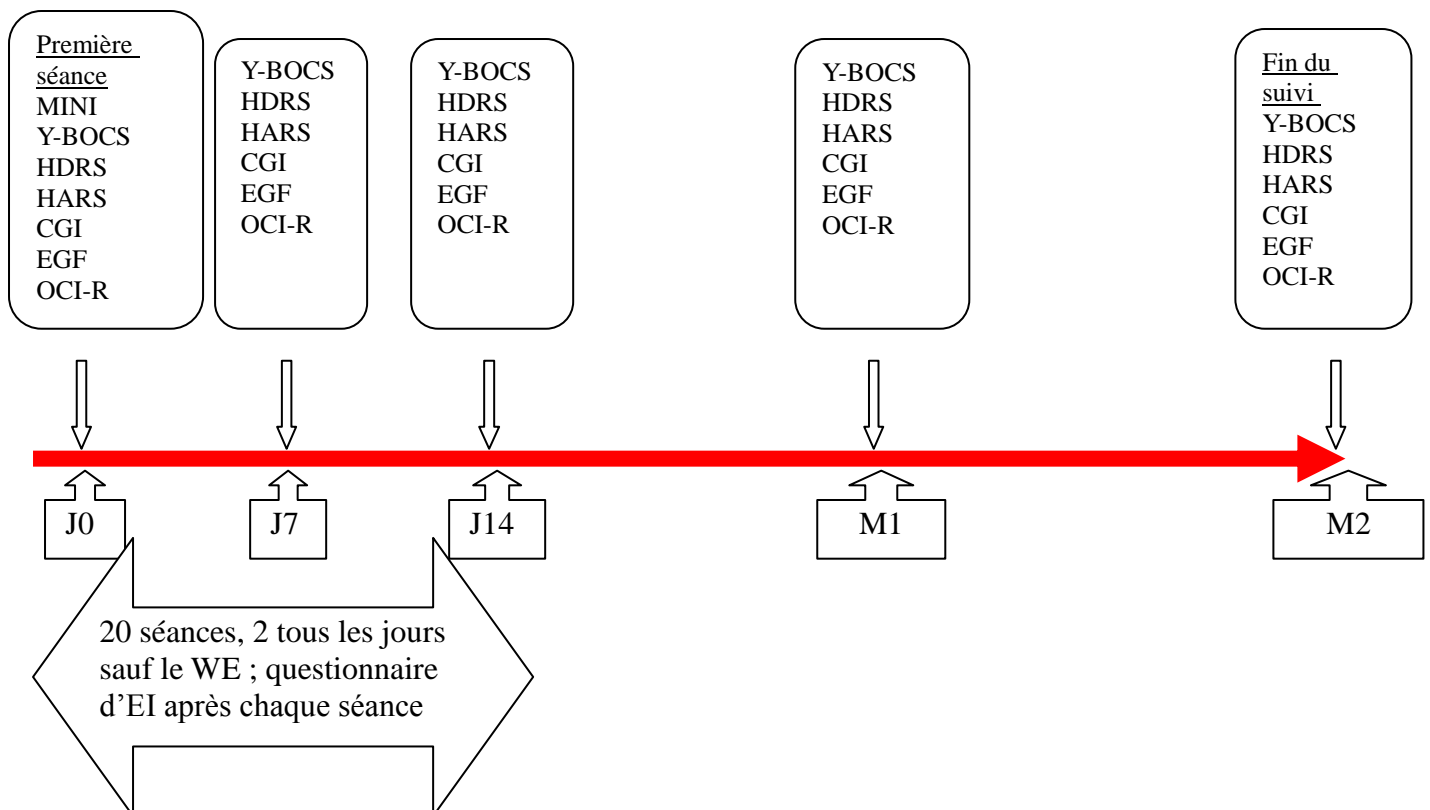 Première
séance
MINI
Y-BOCS
HDRS
HARS
CGI
EGF
OCI-R
Y-BOCS
HDRS
HARS
CGI
EGF
OCI-R
Y-BOCS
HDRS
HARS
CGI
EGF
OCI-R
Y-BOCS
HDRS
HARS
CGI
EGF
OCI-R
Fin du
suivi
Y-BOCS
HDRS
HARS
CGI
EGF
OCI-R
J0
J7
J14
M1
M2
20 séances, 2 tous les jours
sauf le WE ; questionnaire
d’EI après chaque séance